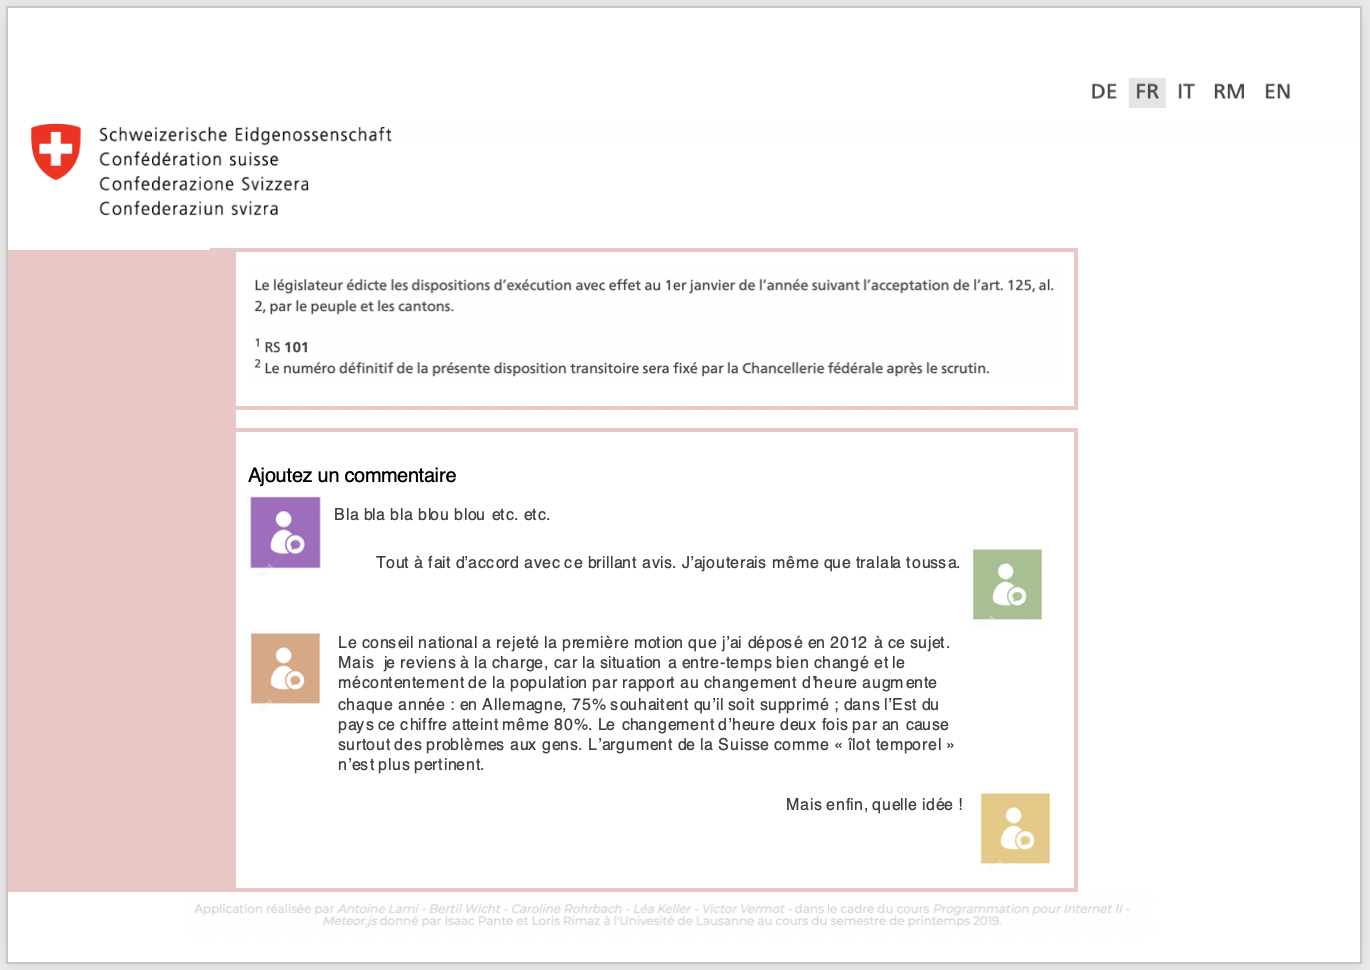 DE FR IT RM EN
Schweizerische Eidgenossenschaft
Confédération suisse
Confederazione Svizzera
Confederaziun svizra
Le législateur édicte les dispositions d'exécution avec effet au 1er janvier de l'année suivant l'acceptation de l'art. 125, al.
2, par le peuple et les cantons.
1 RS 101
2 Le numéro définitif de la présente disposition transitoire sera fixé par la Chancellerie fédérale après le scrutin.
Ajoutez un commentaire
Bla bla bla blou blou etc. etc.
Tout à fait d'accord avec ce brillant avis. J'ajouterais même que tralala toussa.
Le conseil national a rejeté la première motion que j'ai déposé en 2012 à ce sujet.
Mais je reviens à la charge, car la situation a entre-temps bien changé et le
mécontentement de la population par rapport au changement d'heure augmente
chaque année : en Allemagne, 75% souhaitent qu'il soit supprimé ; dans l'Est du
pays ce chiffre atteint même 80%. Le changement d'heure deux fois par an cause
surtout des problèmes aux gens. L'argument de la Suisse comme « îlot temporel »
n'est plus pertinent.
Mais enfin, quelle idée !
Application réalisée par Antoine Lami - Bertil Wicht - Caroline Rohrbach - Léa Keller - Victor Vermot - dans le cadre du cours Programmation pour Internet II -
Meteor.js donné par Isaac Pante et Loris Rimaz à l'Univesité de Lausanne au cours du semestre de printemps 2019.